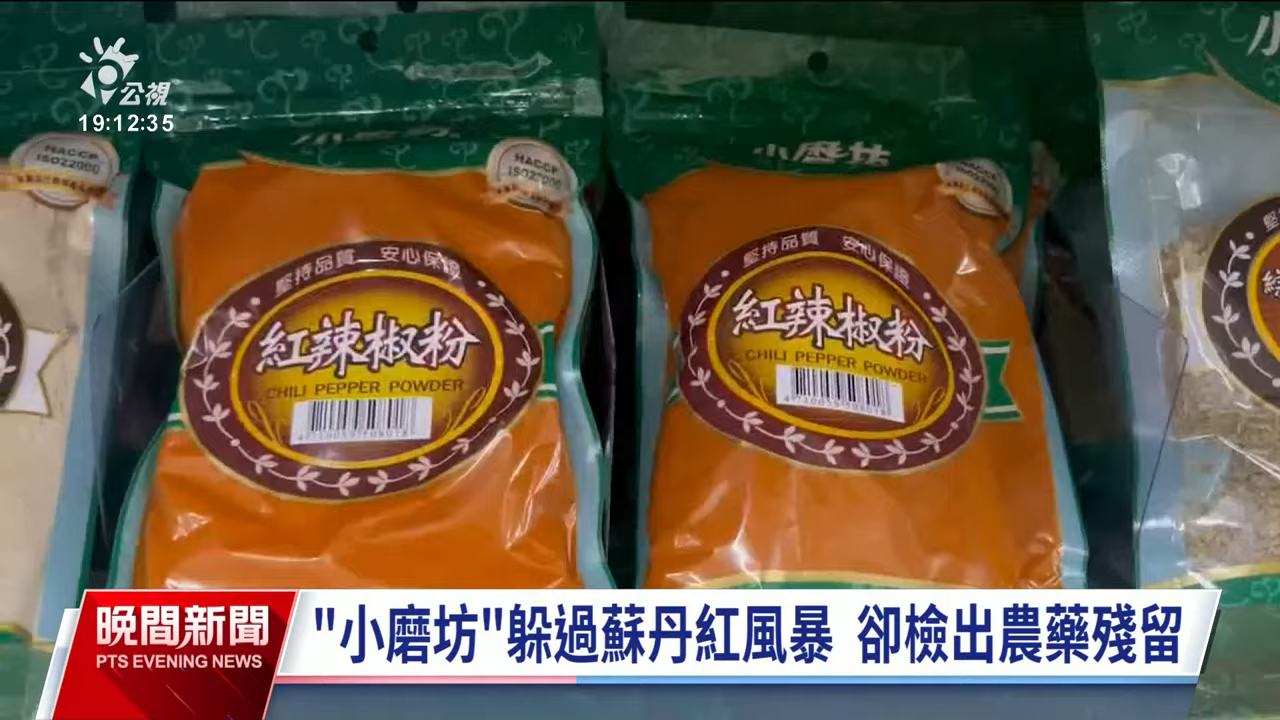 公視
19:12:35
小磨坊
小磨坊
小
HACCP
ISO22000
HACCP
ISO22000
堅持品質 安心保證
紅辣椒粉
CHILI PEPPER POWDER
堅持品質 安心保證
紅辣椒粉
CHILI PEPPER POWDER
晚間新聞
PTS EVENING NEWS
"小磨坊"躲過蘇丹紅風暴 卻檢出農藥殘留